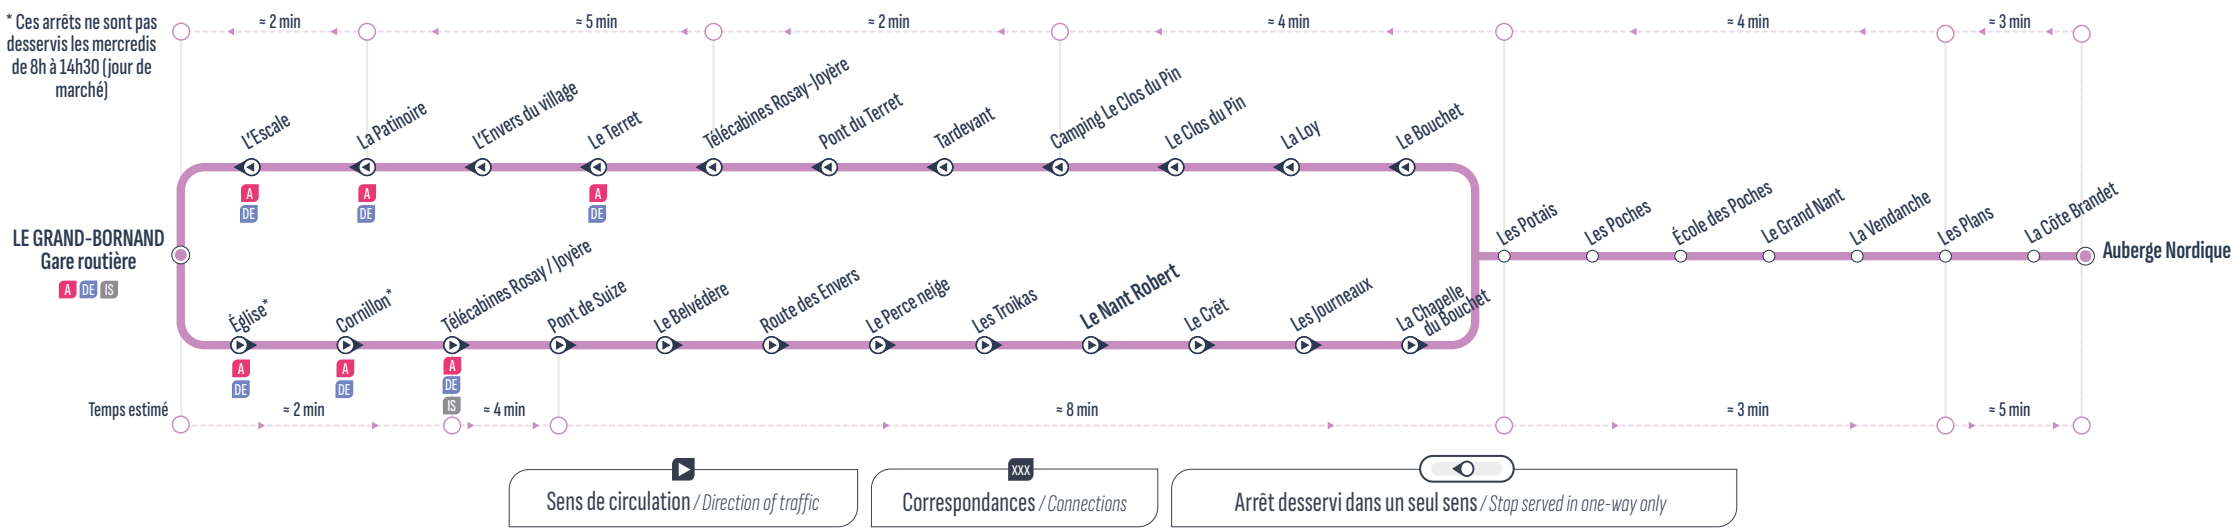 * Ces arrêts ne sont pas
desservis les mercredis
de 8h à 14h30 (jour de
marché)
≈ 2 min
≈ 5 min
≈ 2 min
≈ 4 min
≈ 4 min
≈ 3 min
L'Escale
La Patinoire
L'Envers du village
Le Terret
Télécabines Rosay-Joyère
Pont du Terret
Tardevant
Camping Le Clos du Pin
Le Clos du Pin
La Loy
Le Bouchet
A
DE
A
DE
A
DE
LE GRAND-BORNAND
Gare routière
A DE IS
Les Potais
Les Poches
École des Poches
Le Grand Nant
La Vendanche
Les Plans
La Côte Brandet
Auberge Nordique
Église*
Cornillon*
Télécabines Rosay / Joyère
Pont de Suize
Le Belvédère
Route des Envers
Le Perce neige
Les Troikas
Le Nant Robert
Le Crêt
Les Journeaux
La Chapelle
du Bouchet
A
DE
A
DE
A
DE
IS
Temps estimé
≈ 2 min
≈ 4 min
≈ 8 min
≈ 3 min
≈ 5 min
Sens de circulation / Direction of traffic
XXX
Correspondances / Connections
Arrêt desservi dans un seul sens / Stop served in one-way only